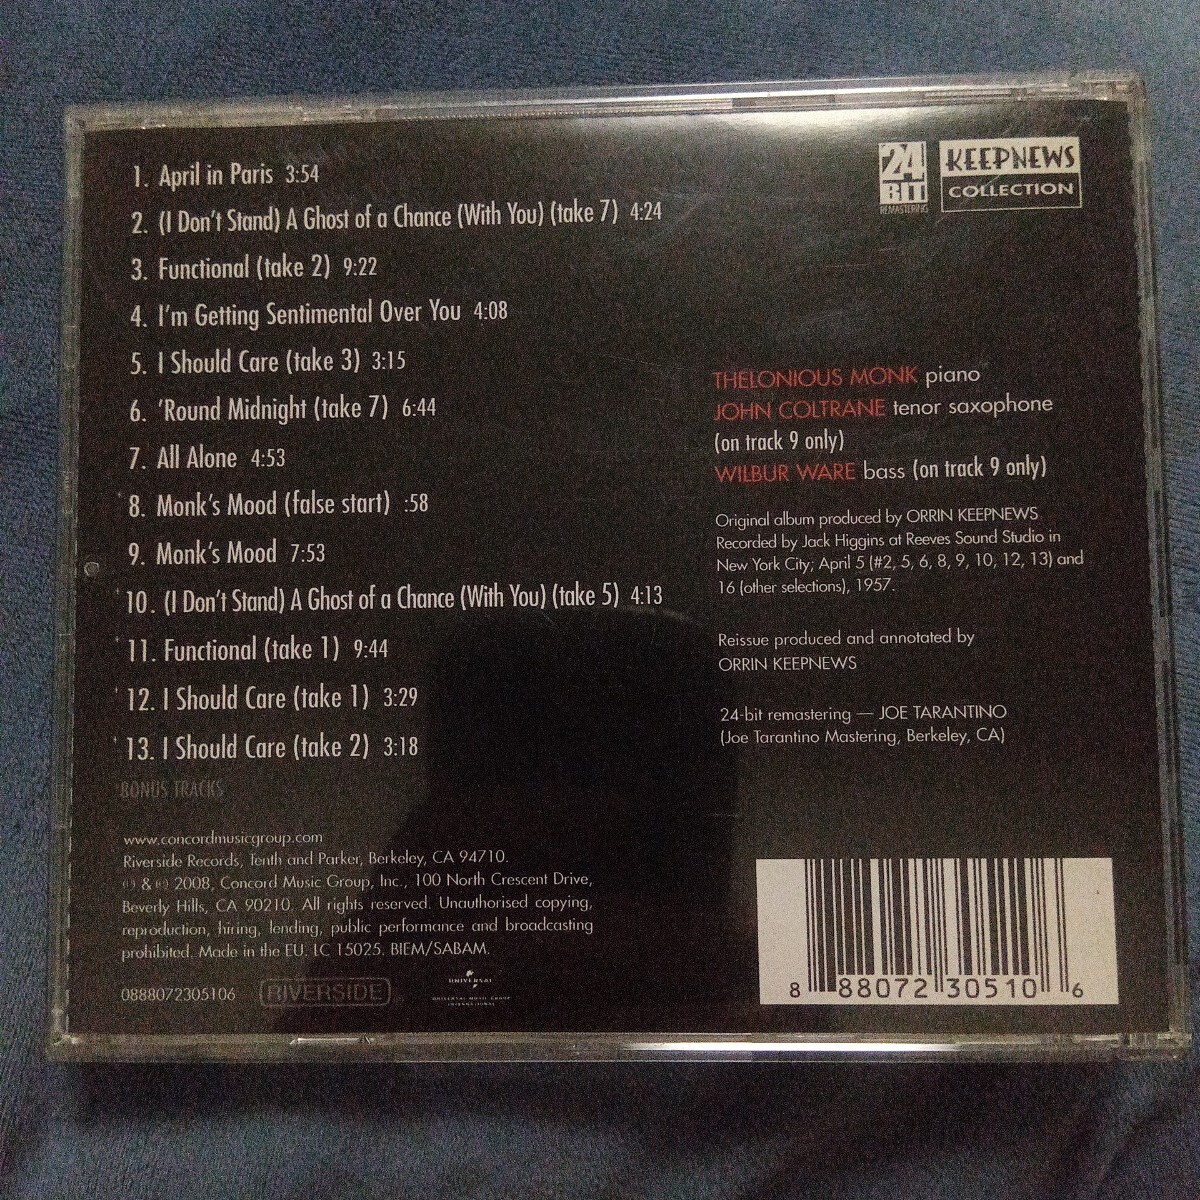 1. April in Paris 3:54
2. (I Don't Stand) A Ghost of a Chance (With You) (take 7) 4:24
3. Functional (take 2) 9:22
4. I'm Getting Sentimental Over You 4:08
5. I Should Care (take 3) 3:15
6. 'Round Midnight (take 7) 6:44
7. All Alone 4:53
8. Monk's Mood (false start) :58
9. Monk's Mood 7:53
10. (I Don't Stand) A Ghost of a Chance (With You) (take 5) 4:13
11. Functional (take 1) 9:44
12. I Should Care (take 1) 3:29
13. I Should Care (take 2) 3:18
BONUS TRACKS
www.concordmusicgroup.com
Riverside Records, Tenth and Parker, Berkeley, CA 94710.
℗ & © 2008, Concord Music Group, Inc., 100 North Crescent Drive,
Beverly Hills, CA 90210. All rights reserved. Unauthorised copying,
reproduction, hiring, lending, public performance and broadcasting
prohibited. Made in the EU. LC 15025. BIEM/SABAM.
0888072305106
RIVERSIDE
UNIVERSAL
UNIVERSAL MUSIC GROUP
INTERNATIONAL
24
BIT
REMASTERING
KEEPNEWS
COLLECTION
THELONIOUS MONK piano
JOHN COLTRANE tenor saxophone
(on track 9 only)
WILBUR WARE bass (on track 9 only)
Original album produced by ORRIN KEEPNEWS
Recorded by Jack Higgins at Reeves Sound Studio in
New York City; April 5 (#2, 5, 6, 8, 9, 10, 12, 13) and
16 (other selections), 1957.
Reissue produced and annotated by
ORRIN KEEPNEWS
24-bit remastering — JOE TARANTINO
(Joe Tarantino Mastering, Berkeley, CA)
8 88072 30510 6